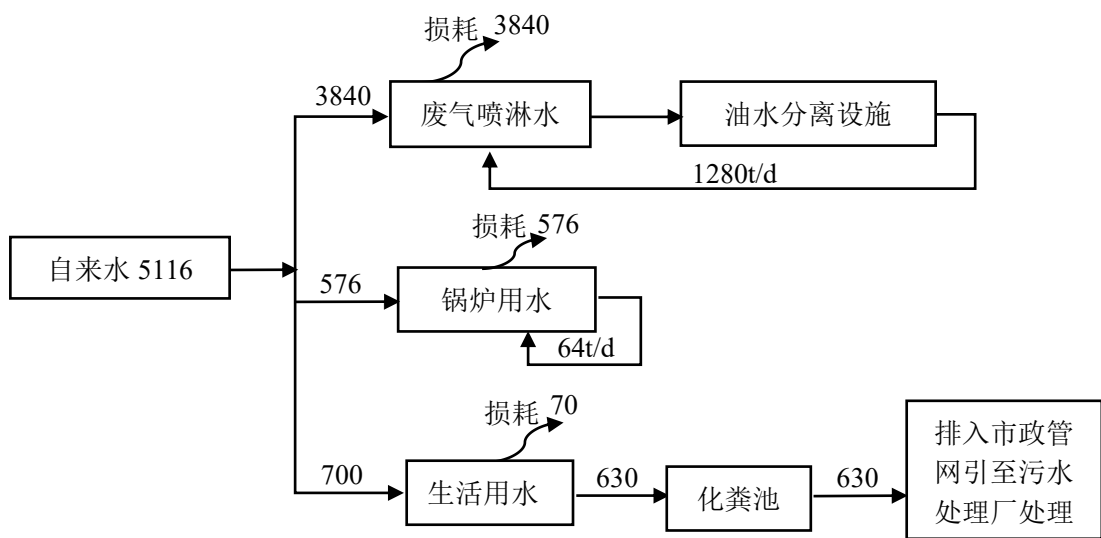 损耗 3840
3840
废气喷淋水
油水分离设施
1280t/d
损耗 576
自来水 5116
576
锅炉用水
64t/d
损耗 70
700
生活用水
630
化粪池
630
排入市政管
网引至污水
处理厂处理